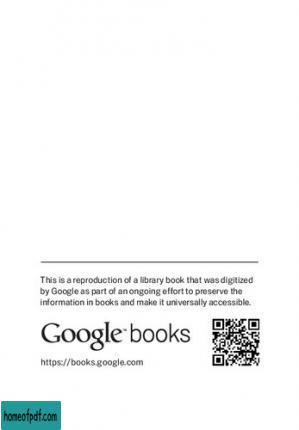 This is a reproduction of a library book that was digitized
by Google as part of an ongoing effort to preserve the
information in books and make it universally accessible.
Google™ books
https://books.google.com
homeofpdf.com